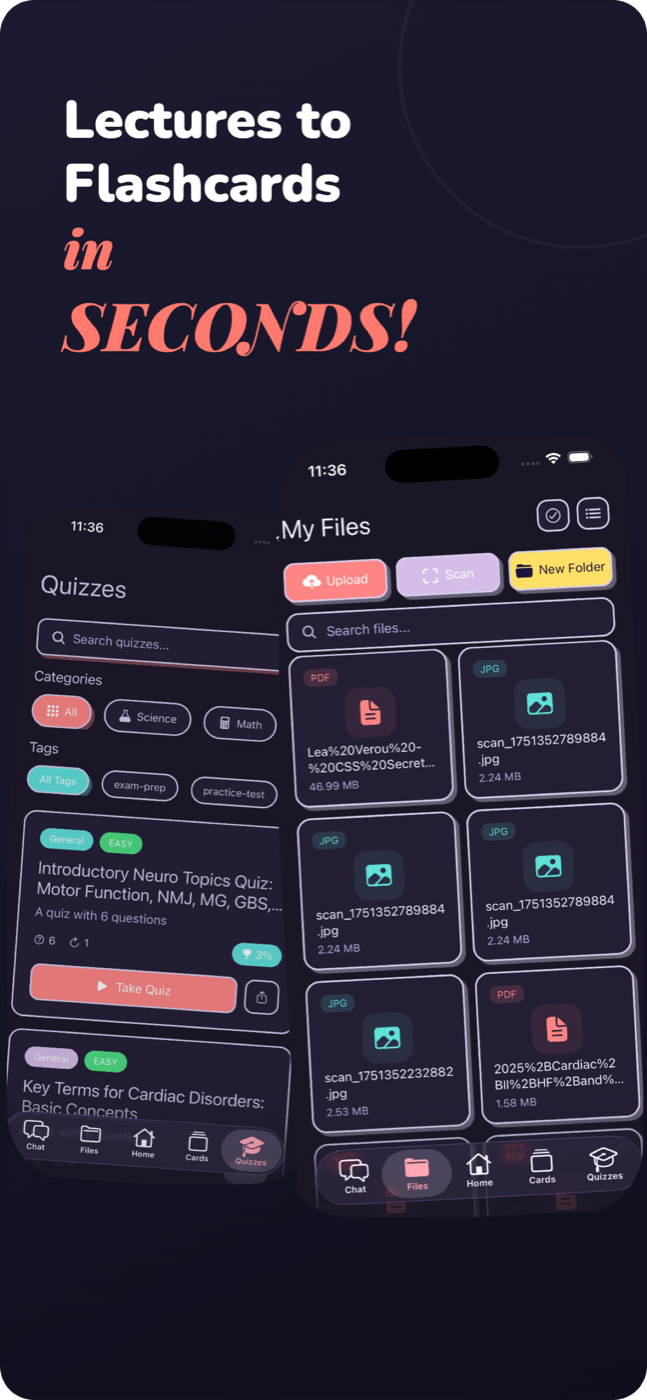 Lectures to
Flashcards
in
SECONDS!
11:36
Quizzes
Search quizzes...
Categories
All
Science
Math
Tags
All Tags
exam-prep
practice-test
General
EASY
Introductory Neuro Topics Quiz:
Motor Function, NMJ, MG, GBS,...
A quiz with 6 questions
6
1
3%
Take Quiz
General
EASY
Key Terms for Cardiac Disorders:
Basic Concepts
Chat
Files
Home
Cards
Quizzes
11:36
My Files
Upload
Scan
New Folder
Search files...
PDF
Lea%20Verou%20-
%20CSS%20Secret...
46.99 MB
JPG
scan_1751352789884
.jpg
2.24 MB
JPG
scan_1751352789884
.jpg
2.24 MB
JPG
scan_1751352789884
.jpg
2.24 MB
JPG
scan_1751352232882
.jpg
2.53 MB
PDF
2025%2BCardiac%2
BII%2BHF%2Band%...
1.58 MB
Chat
Files
Home
Cards
Quizzes